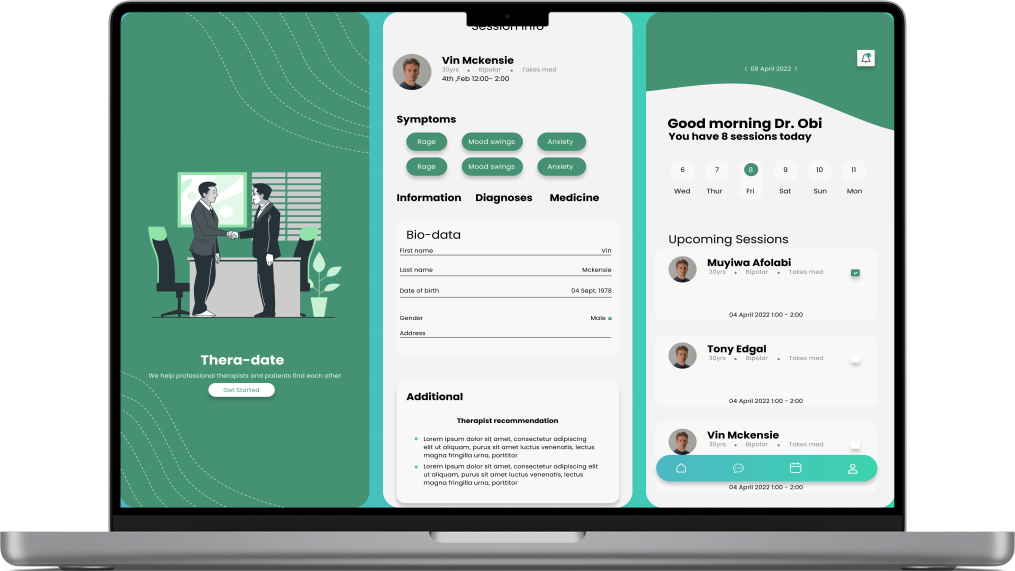 Thera-date
We help professional therapists and patients find each other
Get Started
Session Info
Vin Mckensie
30yrs • Bipolar • Takes med
4th ,Feb 12:00- 2:00
Symptoms
Rage Mood swings Anxiety
Rage Mood swings Anxiety
Information Diagnoses Medicine
Bio-data
First name Vin
Last name Mckensie
Date of birth 04 Sept, 1978
Gender Male
Address
Additional
Therapist recommendation
• Lorem ipsum dolor sit amet, consectetur adipiscing
elit ut aliquam, purus sit amet luctus venenatis, lectus
magna fringilla urna, porttitor
• Lorem ipsum dolor sit amet, consectetur adipiscing elit
ut aliquam, purus sit amet luctus venenatis, lectus
magna fringilla urna, porttitor
‹ 08 April 2022 ›
Good morning Dr. Obi
You have 8 sessions today
6 7 8 9 10 11
Wed Thur Fri Sat Sun Mon
Upcoming Sessions
Muyiwa Afolabi
30yrs • Bipolar • Takes med
04 April 2022 1:00 - 2:00
Tony Edgal
30yrs • Bipolar • Takes med
04 April 2022 1:00 - 2:00
Vin Mckensie
30yrs • Bipolar • Takes med
04 April 2022 1:00 - 2:00